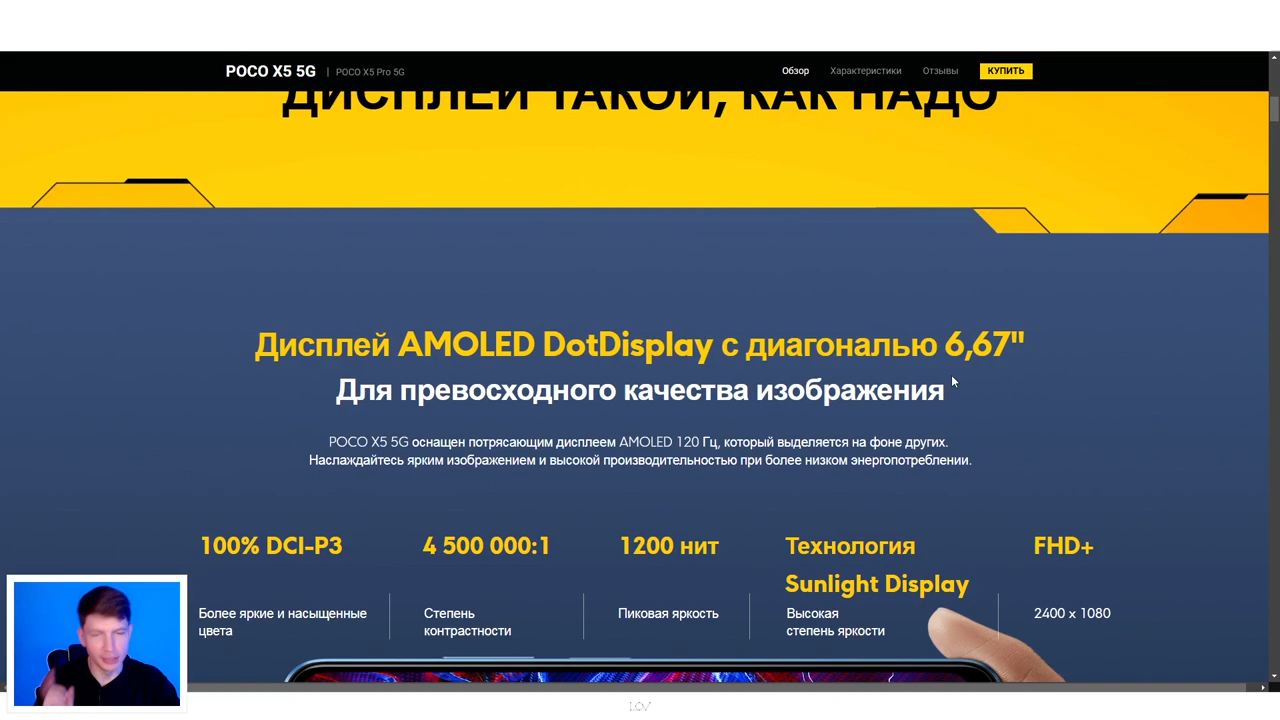 POCO X5 5G | POCO X5 Pro 5G
Обзор Характеристики Отзывы КУПИТЬ
ДИСПЛЕЙ ТАКОЙ, КАК НАДО
Дисплей AMOLED DotDisplay с диагональю 6,67"
Для превосходного качества изображения
POCO X5 5G оснащен потрясающим дисплеем AMOLED 120 Гц, который выделяется на фоне других.
Наслаждайтесь ярким изображением и высокой производительностью при более низком энергопотреблении.
100% DCI-P3
Более яркие и насыщенные
цвета
4 500 000:1
Степень
контрастности
1200 нит
Пиковая яркость
Технология
Sunlight Display
Высокая
степень яркости
FHD+
2400 x 1080